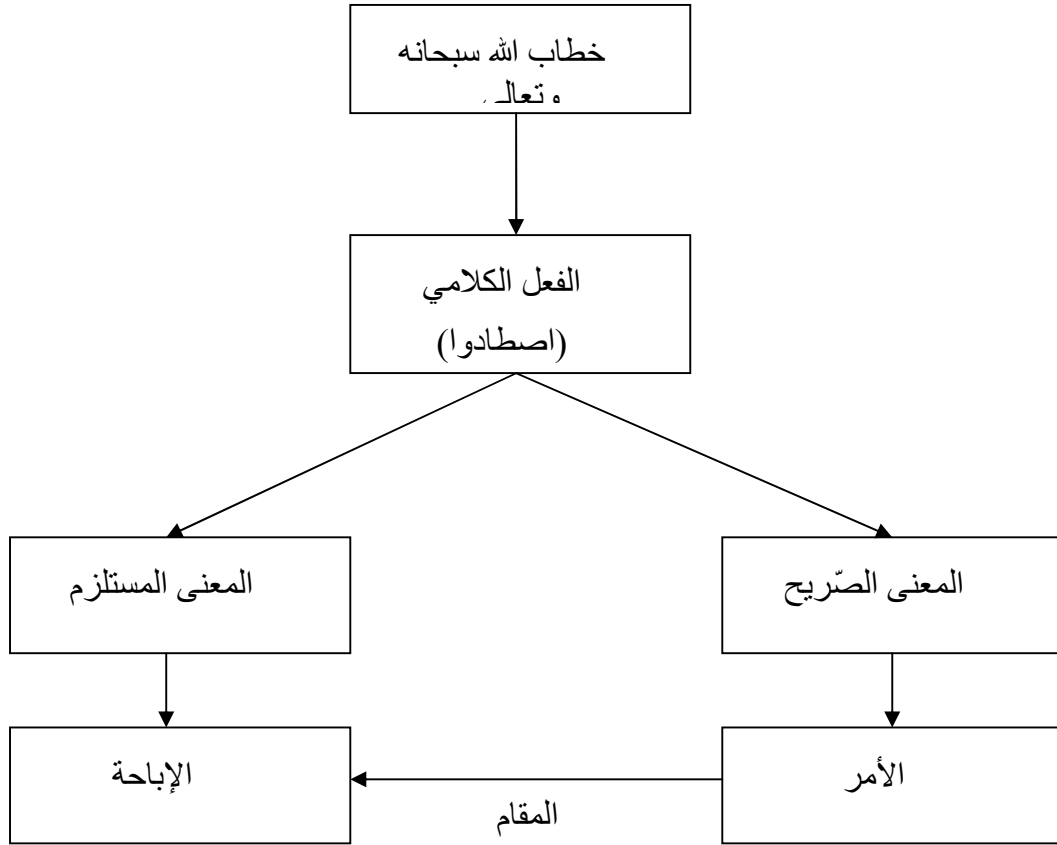 خطاب الله سبحانه
وتعالى
الفعل الكلامي
(اصطادوا)
المعنى الصّريح
المعنى المستلزم
الأمر
الإباحة
المقام